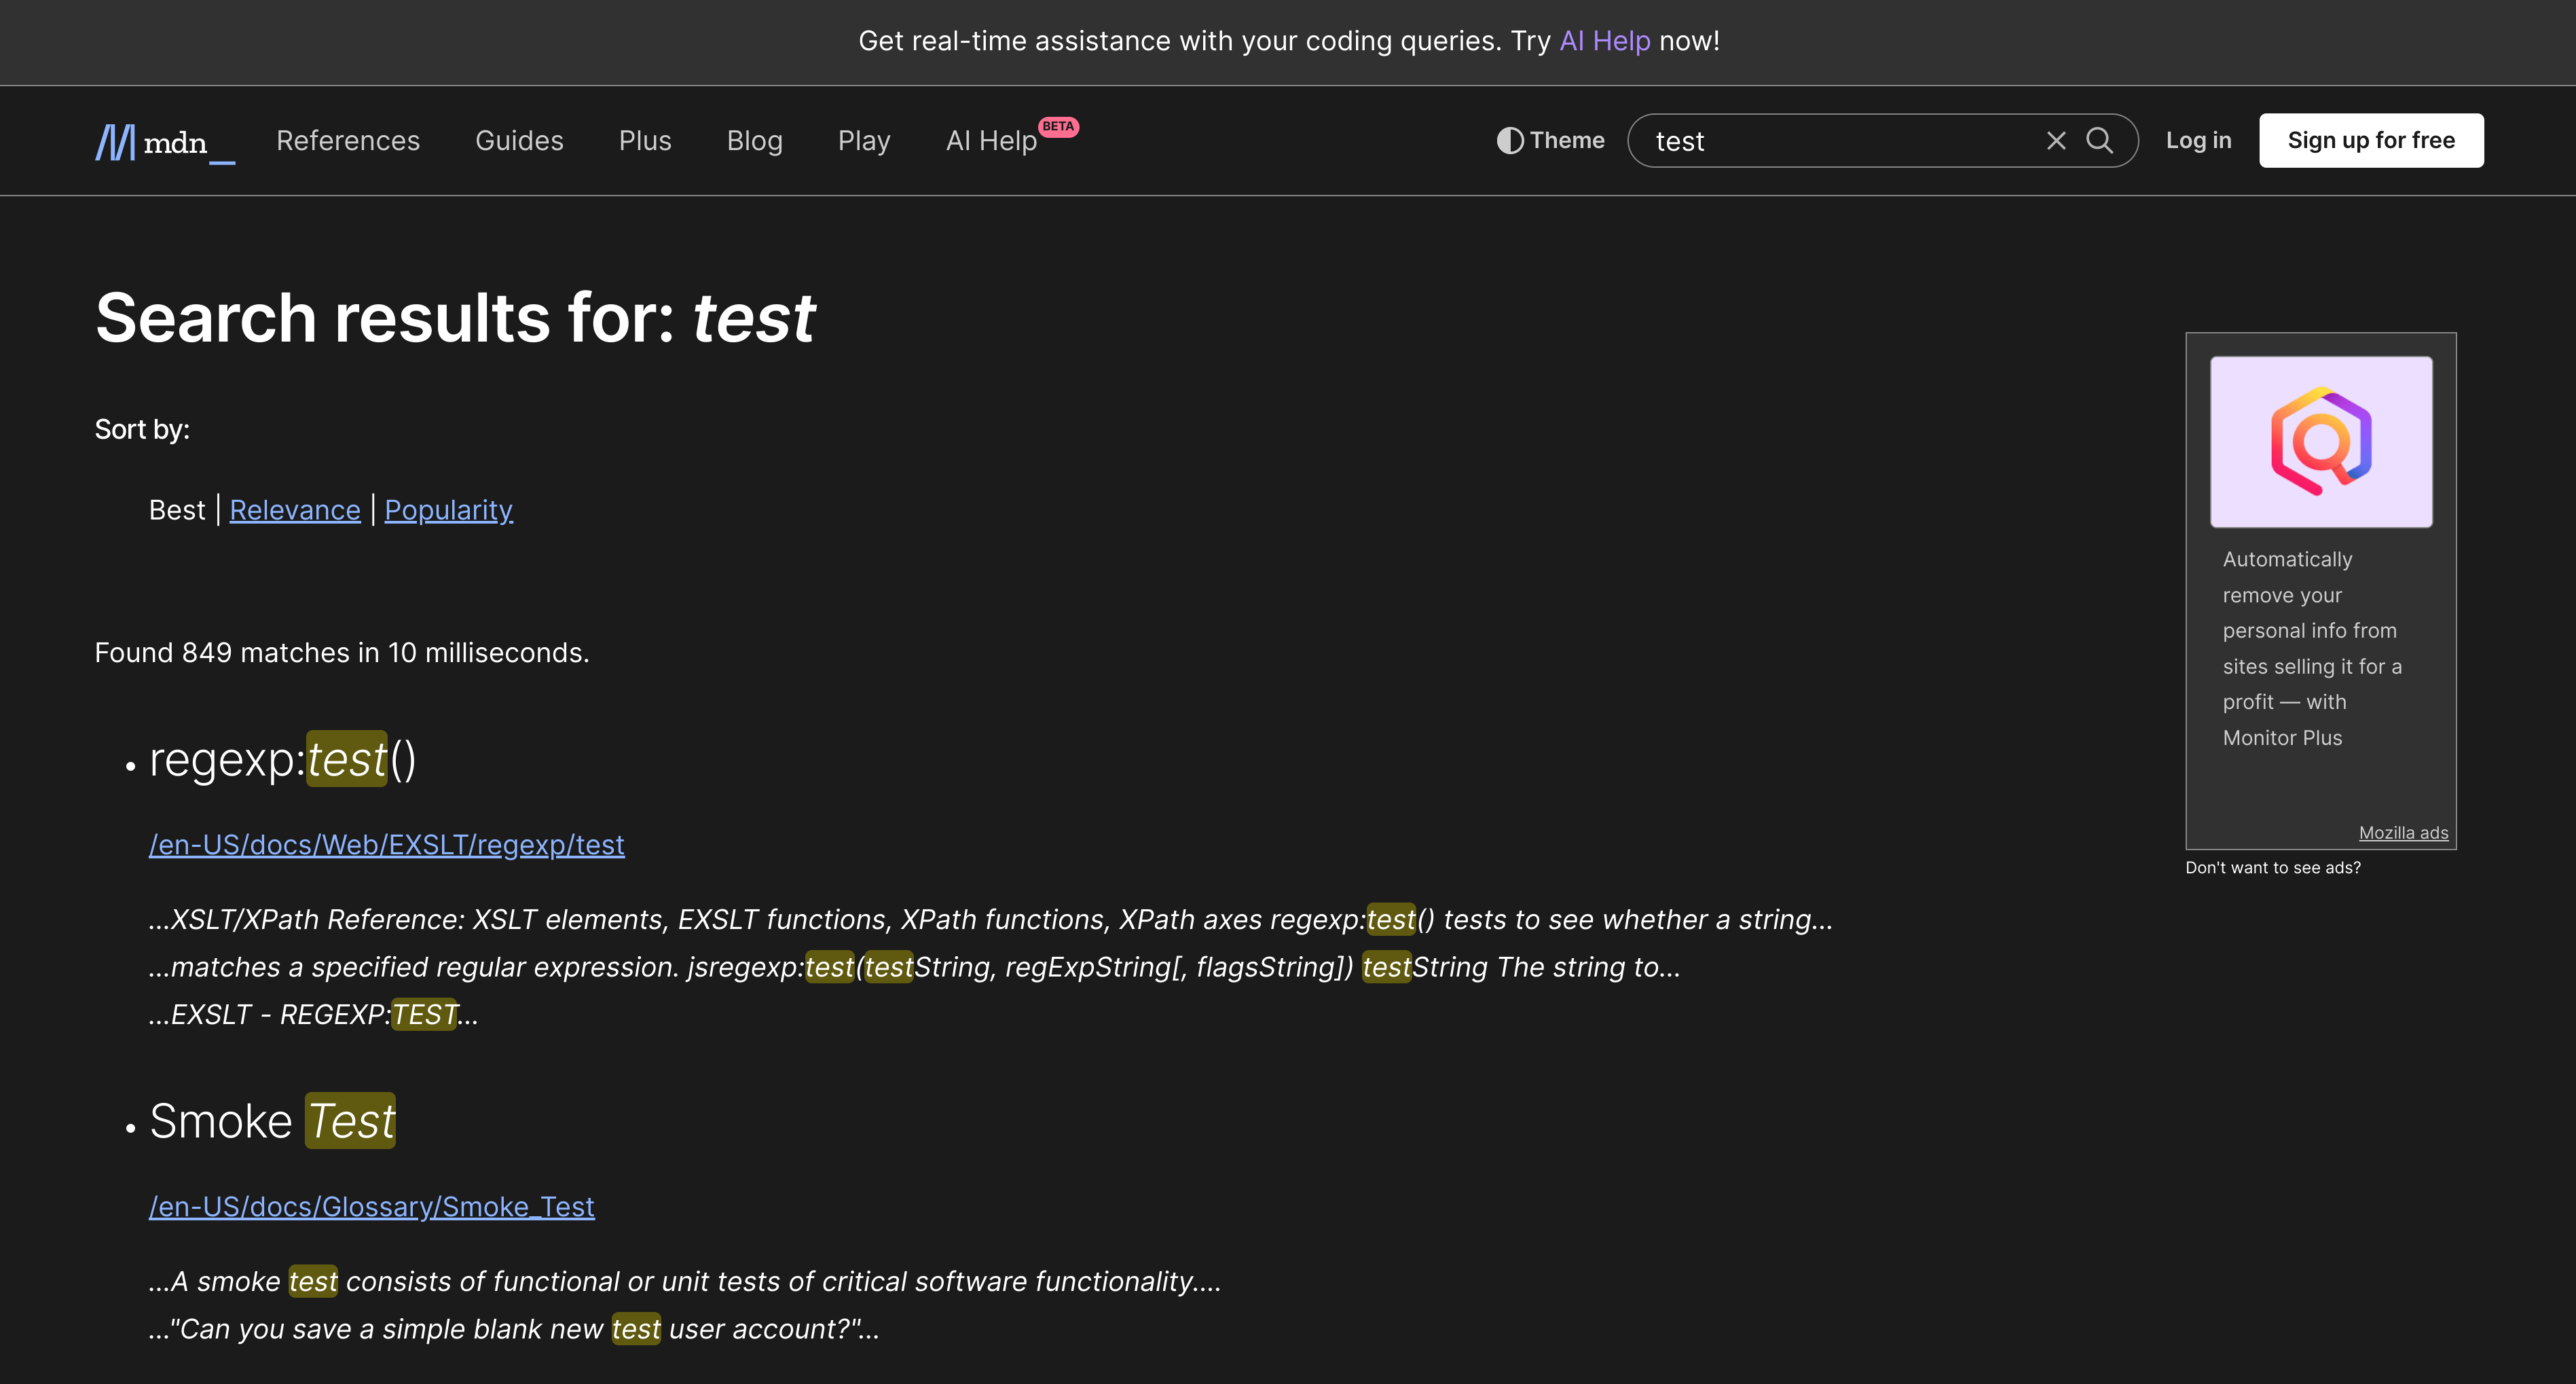 Get real-time assistance with your coding queries. Try AI Help now!
mdn_
References
Guides
Plus
Blog
Play
AI Help BETA
Theme
test
Log in
Sign up for free
Search results for: test
Sort by:
Best | Relevance | Popularity
Found 849 matches in 10 milliseconds.
• regexp:test()
/en-US/docs/Web/EXSLT/regexp/test
…XSLT/XPath Reference: XSLT elements, EXSLT functions, XPath functions, XPath axes regexp:test() tests to see whether a string…
…matches a specified regular expression. jsregexp:test(testString, regExpString[, flagsString]) testString The string to…
…EXSLT - REGEXP:TEST…
• Smoke Test
/en-US/docs/Glossary/Smoke_Test
…A smoke test consists of functional or unit tests of critical software functionality.…
…"Can you save a simple blank new test user account?"…
Automatically
remove your
personal info from
sites selling it for a
profit — with
Monitor Plus
Mozilla ads
Don't want to see ads?